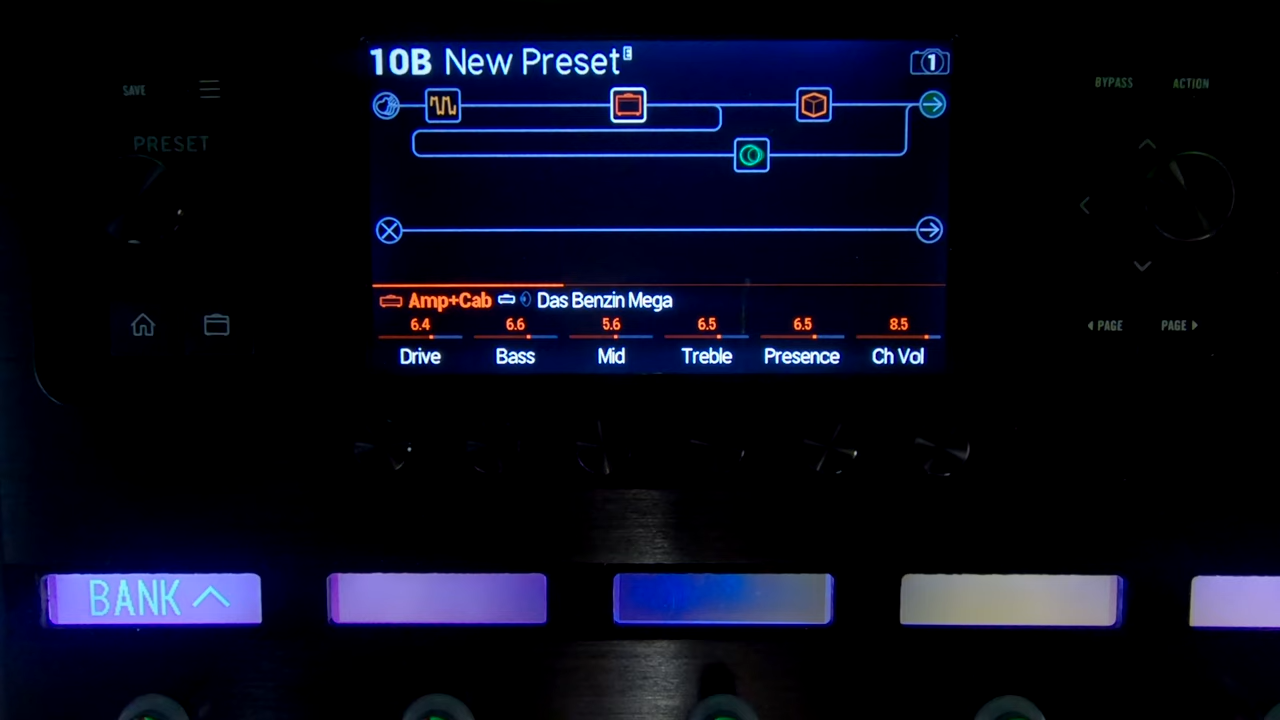 10B New Preset E
1
SAVE
PRESET
BYPASS ACTION
Amp+Cab Das Benzin Mega
6.4 6.6 5.6 6.5 6.5 8.5
Drive Bass Mid Treble Presence Ch Vol
PAGE PAGE
BANK